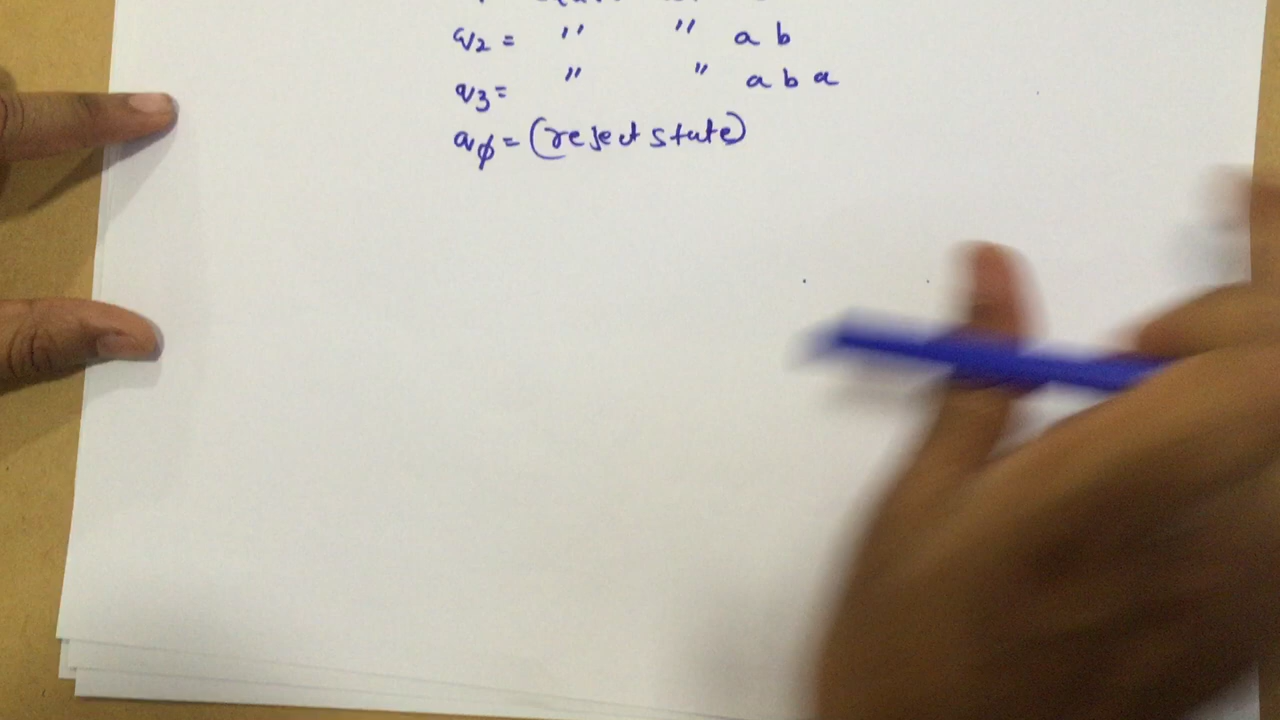 q2 = " " a b
q3 = " " a b a
qϕ = (reject state)